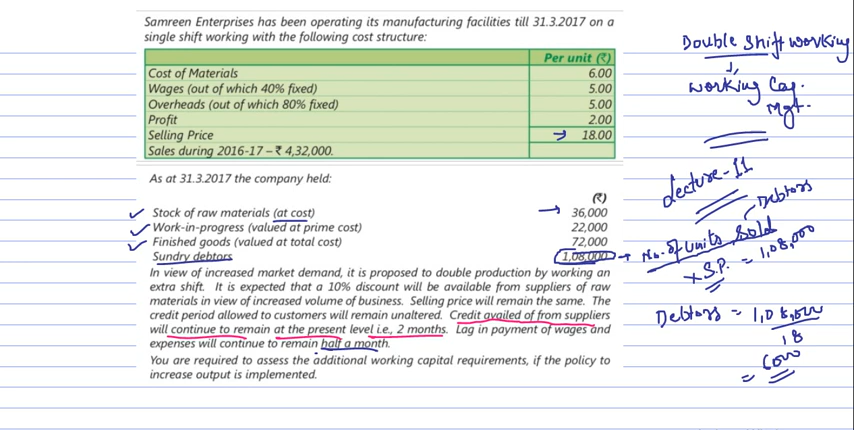 Samreen Enterprises has been operating its manufacturing facilities till 31.3.2017 on a
single shift working with the following cost structure:
Per unit (₹)
Cost of Materials 6.00
Wages (out of which 40% fixed) 5.00
Overheads (out of which 80% fixed) 5.00
Profit 2.00
Selling Price → 18.00
Sales during 2016-17 – ₹ 4,32,000.
As at 31.3.2017 the company held:
(₹)
Stock of raw materials (at cost) → 36,000
Work-in-progress (valued at prime cost) 22,000
Finished goods (valued at total cost) 72,000
Sundry debtors 1,08,000
In view of increased market demand, it is proposed to double production by working an
extra shift. It is expected that a 10% discount will be available from suppliers of raw
materials in view of increased volume of business. Selling price will remain the same. The
credit period allowed to customers will remain unaltered. Credit availed of from suppliers
will continue to remain at the present level i.e., 2 months. Lag in payment of wages and
expenses will continue to remain half a month.
You are required to assess the additional working capital requirements, if the policy to
increase output is implemented.
Double Shift working
↓
Working Cap.
Mgt.
Lecture-11
Debtors
→ No. of units sold
x S.P. = 1,08,000
Debtors = 1,08,000
18
= 6000